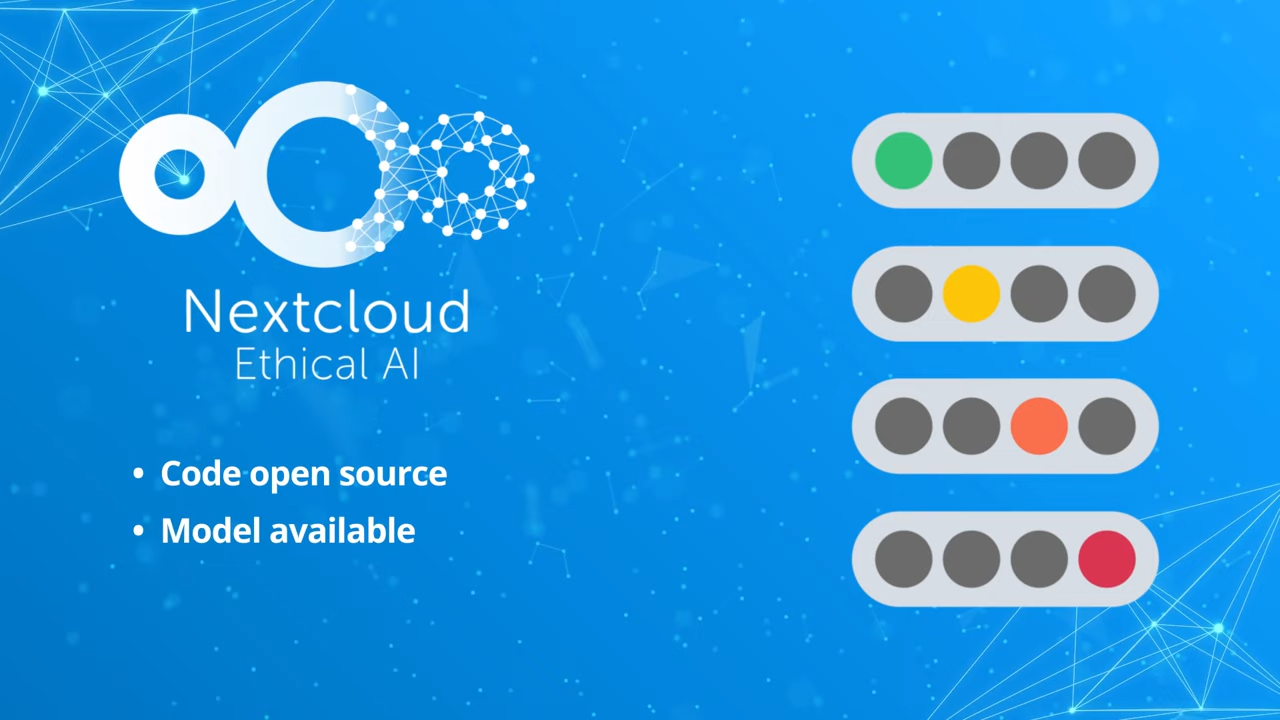 Nextcloud
Ethical AI
• Code open source
• Model available